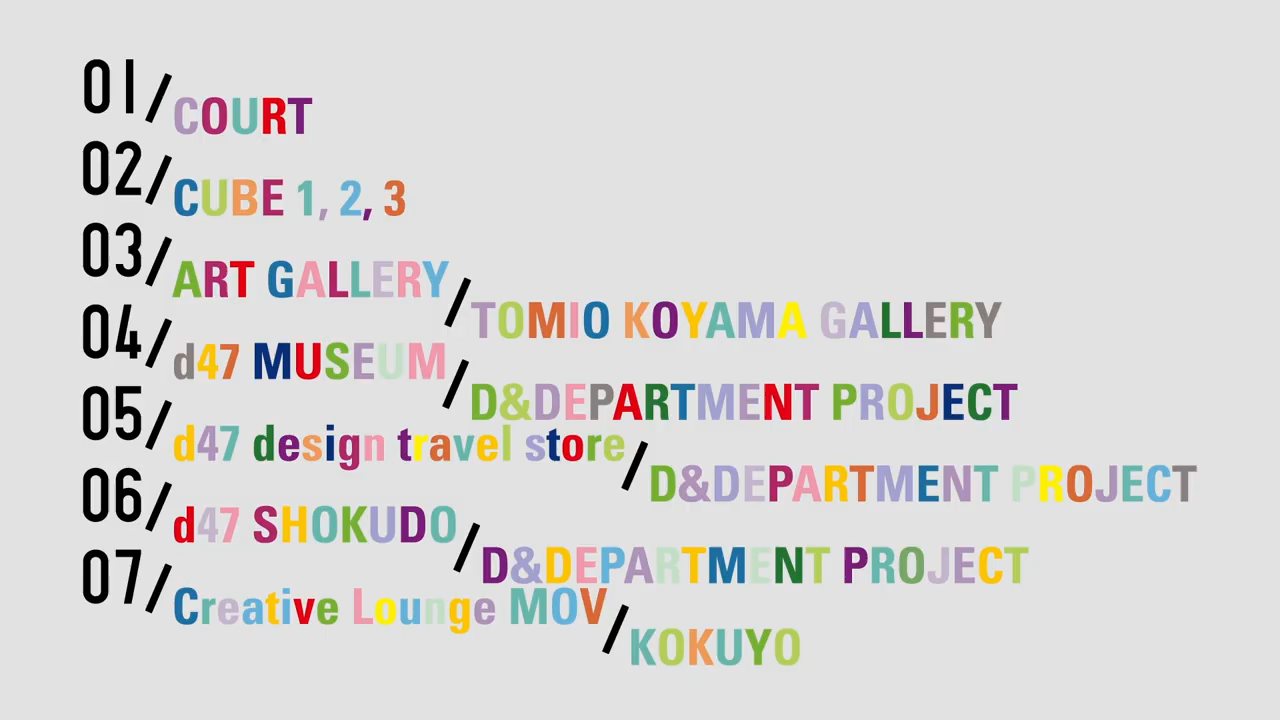 01/COURT
02/CUBE 1, 2, 3
03/ART GALLERY/TOMIO KOYAMA GALLERY
04/d47 MUSEUM/D&DEPARTMENT PROJECT
05/d47 design travel store/D&DEPARTMENT PROJECT
06/d47 SHOKUDO/D&DEPARTMENT PROJECT
07/Creative Lounge MOV/KOKUYO